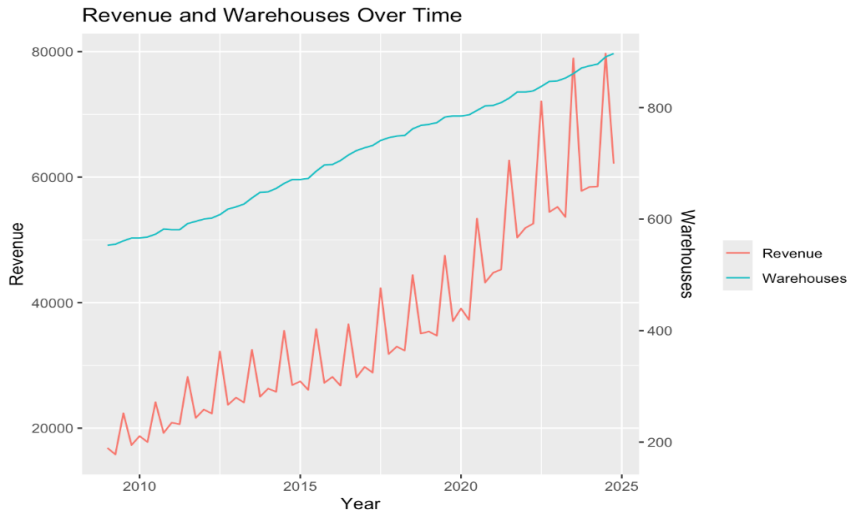 Revenue and Warehouses Over Time
80000
60000
40000
20000
Revenue
800
600
400
200
Warehouses
2010
2015
2020
2025
Year
Revenue
Warehouses